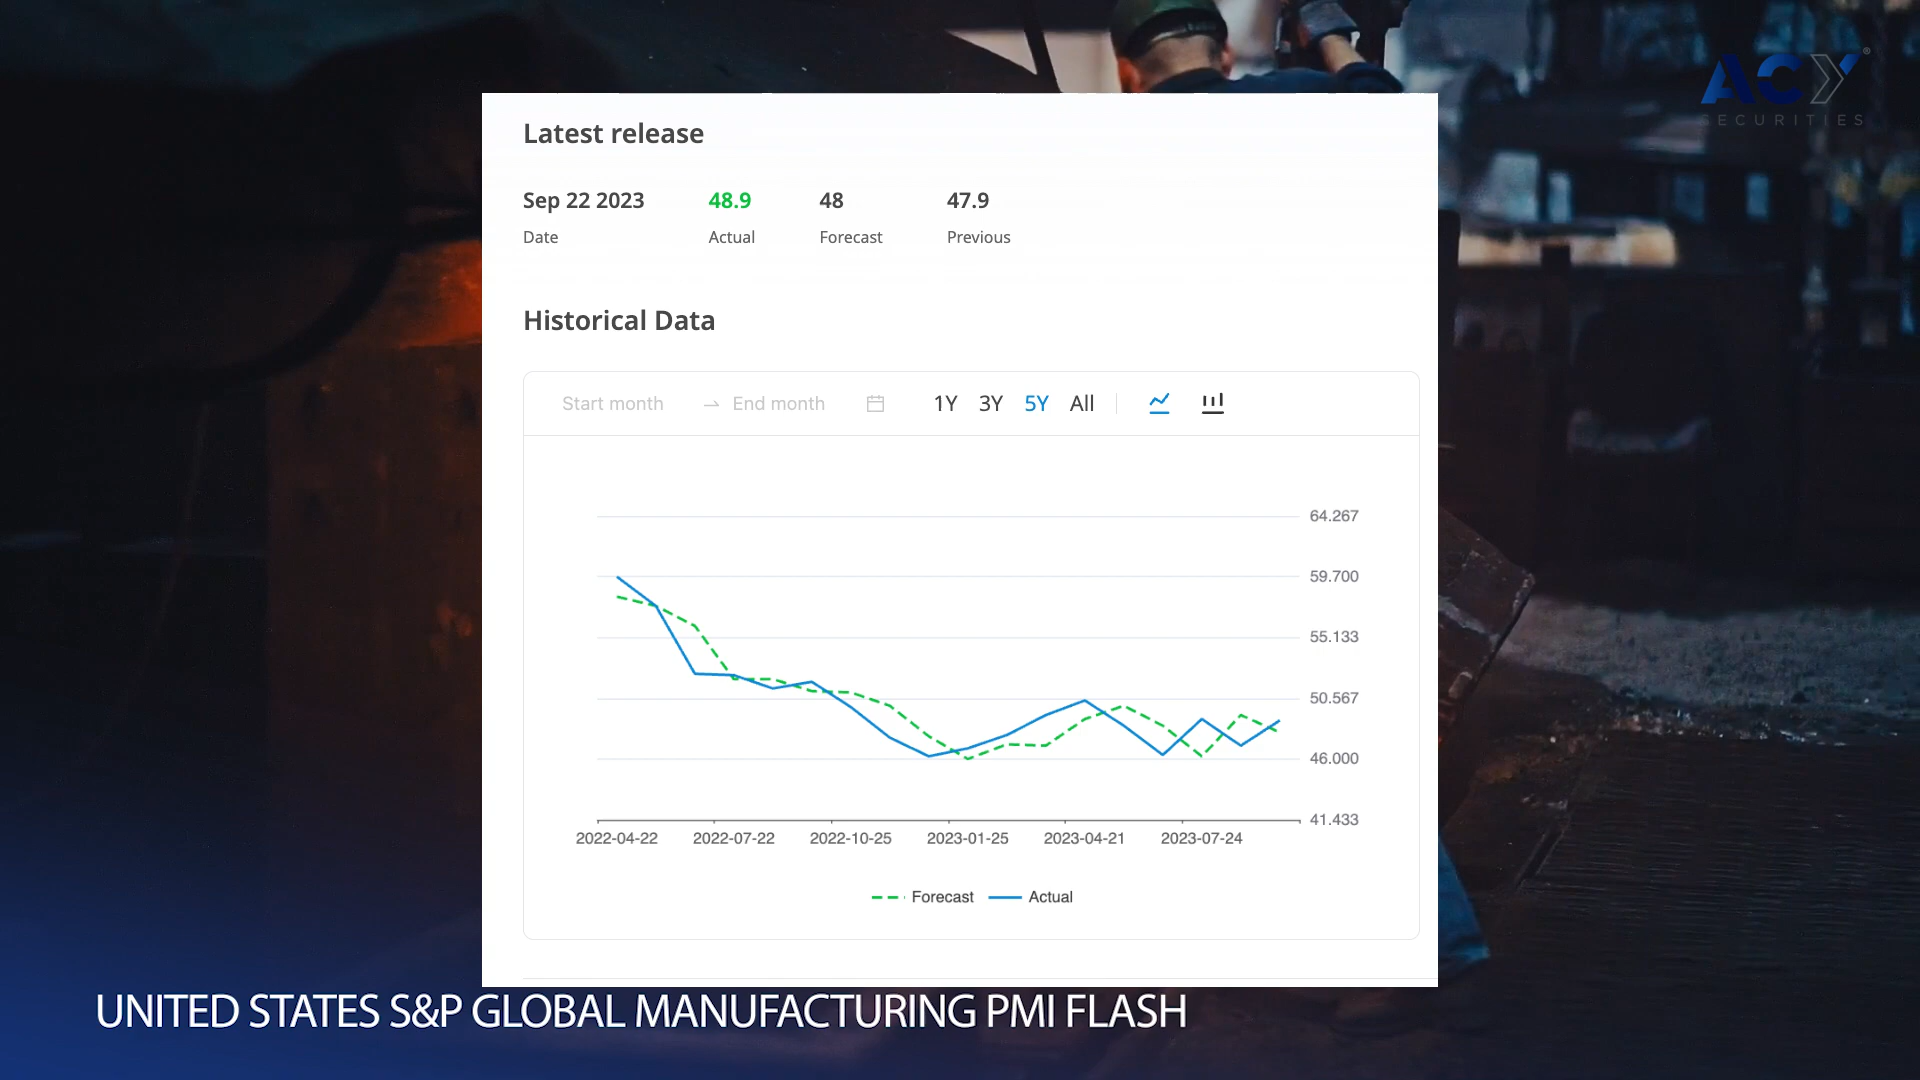 ACY
SECURITIES
Latest release
Sep 22 2023 48.9 48 47.9
Date Actual Forecast Previous
Historical Data
Start month → End month 1Y 3Y 5Y All
64.267
59.700
55.133
50.567
46.000
41.433
2022-04-22 2022-07-22 2022-10-25 2023-01-25 2023-04-21 2023-07-24
Forecast Actual
UNITED STATES S&P GLOBAL MANUFACTURING PMI FLASH